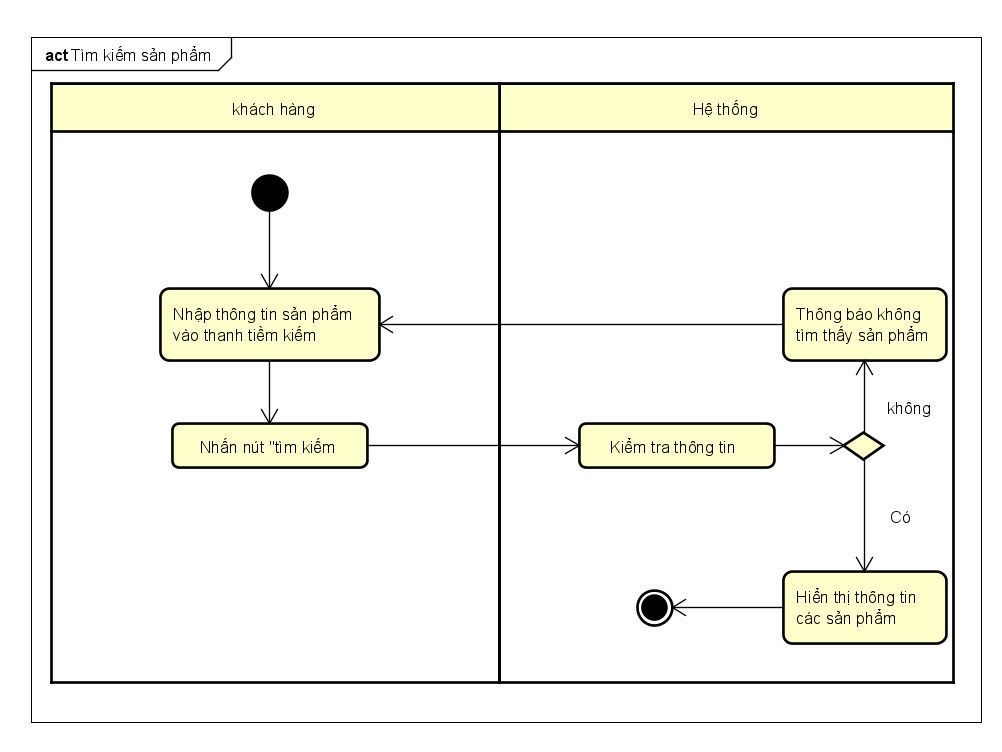 act Tìm kiếm sản phẩm
khách hàng
Hệ thống
Nhập thông tin sản phẩm
vào thanh tiềm kiếm
Thông báo không
tìm thấy sản phẩm
không
Nhấn nút "tìm kiếm
Kiểm tra thông tin
Có
Hiển thị thông tin
các sản phẩm